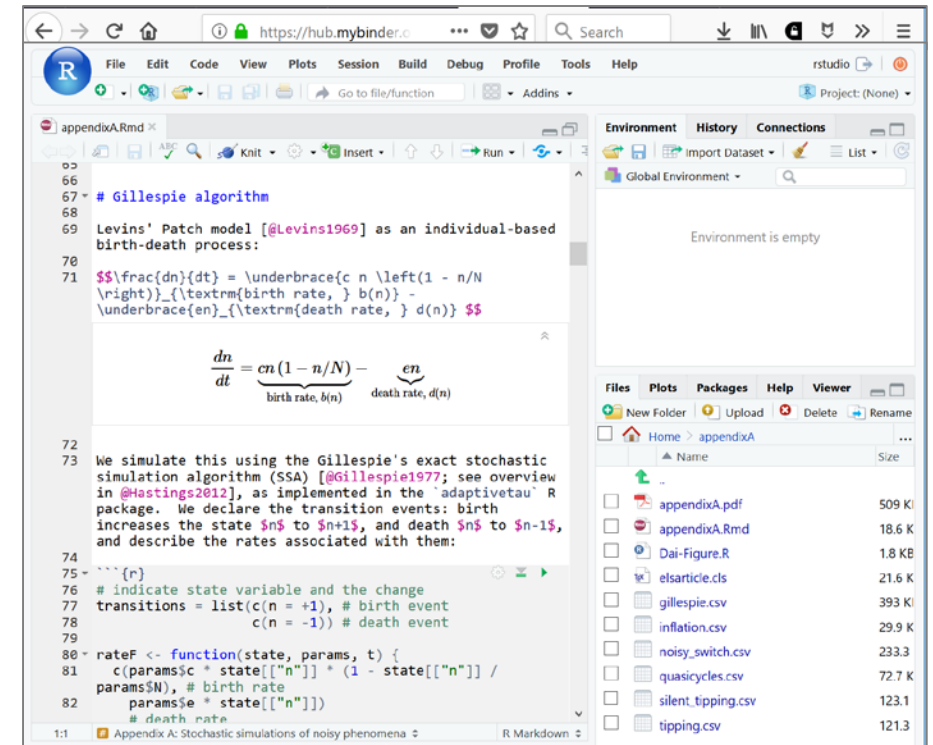 https://hub.mybinder.o
Search
R File Edit Code View Plots Session Build Debug Profile Tools Help rstudio
Go to file/function Addins Project: (None)
appendixA.Rmd
ABC Knit Insert Run
65
66
67 # Gillespie algorithm
68
69 Levins' Patch model [@Levins1969] as an individual-based
birth-death process:
70
71 $$\frac{dn}{dt} = \underbrace{c n \left(1 - n/N
\right)}_{\textrm{birth rate, } b(n)} -
\underbrace{en}_{\textrm{death rate, } d(n)} $$
dn/dt = cn (1 − n/N) − en
birth rate, b(n) death rate, d(n)
72
73 We simulate this using the Gillespie's exact stochastic
simulation algorithm (SSA) [@Gillespie1977; see overview
in @Hastings2012], as implemented in the `adaptivetau` R
package. We declare the transition events: birth
increases the state $n$ to $n+1$, and death $n$ to $n-1$,
and describe the rates associated with them:
74
75 ```{r}
76 # indicate state variable and the change
77 transitions = list(c(n = +1), # birth event
78 c(n = -1)) # death event
79
80 rateF <- function(state, params, t) {
81 c(params$c * state[["n"]] * (1 - state[["n"]] /
params$N), # birth rate
82 params$e * state[["n"]])
# death rate
1:1 # Appendix A: Stochastic simulations of noisy phenomena R Markdown
Environment History Connections
Import Dataset List
Global Environment
Environment is empty
Files Plots Packages Help Viewer
New Folder Upload Delete Rename
Home > appendixA ...
Name Size
..
appendixA.pdf 509 K
appendixA.Rmd 18.6 K
Dai-Figure.R 1.8 KB
elsarticle.cls 21.6 K
gillespie.csv 393 K
inflation.csv 29.9 K
noisy_switch.csv 233.3
quasicycles.csv 72.7 K
silent_tipping.csv 123.1
tipping.csv 121.3